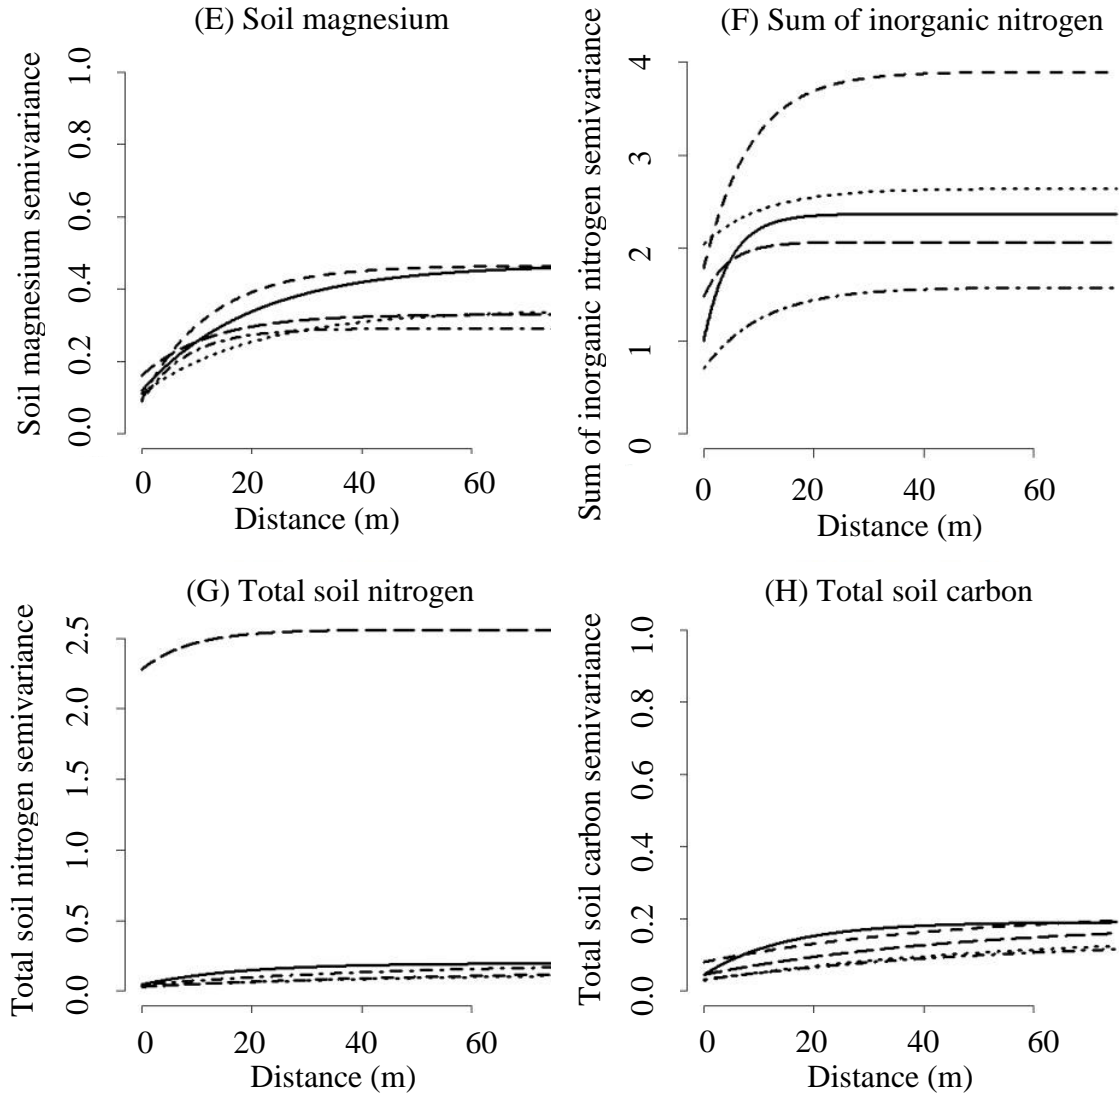 (E) Soil magnesium
Soil magnesium semivariance
1.0
0.8
0.6
0.4
0.2
0.0
0 20 40 60
Distance (m)
(F) Sum of inorganic nitrogen
Sum of inorganic nitrogen semivariance
4
3
2
1
0
0 20 40 60
Distance (m)
(G) Total soil nitrogen
Total soil nitrogen semivariance
2.5
2.0
1.5
1.0
0.5
0.0
0 20 40 60
Distance (m)
(H) Total soil carbon
Total soil carbon semivariance
1.0
0.8
0.6
0.4
0.2
0.0
0 20 40 60
Distance (m)